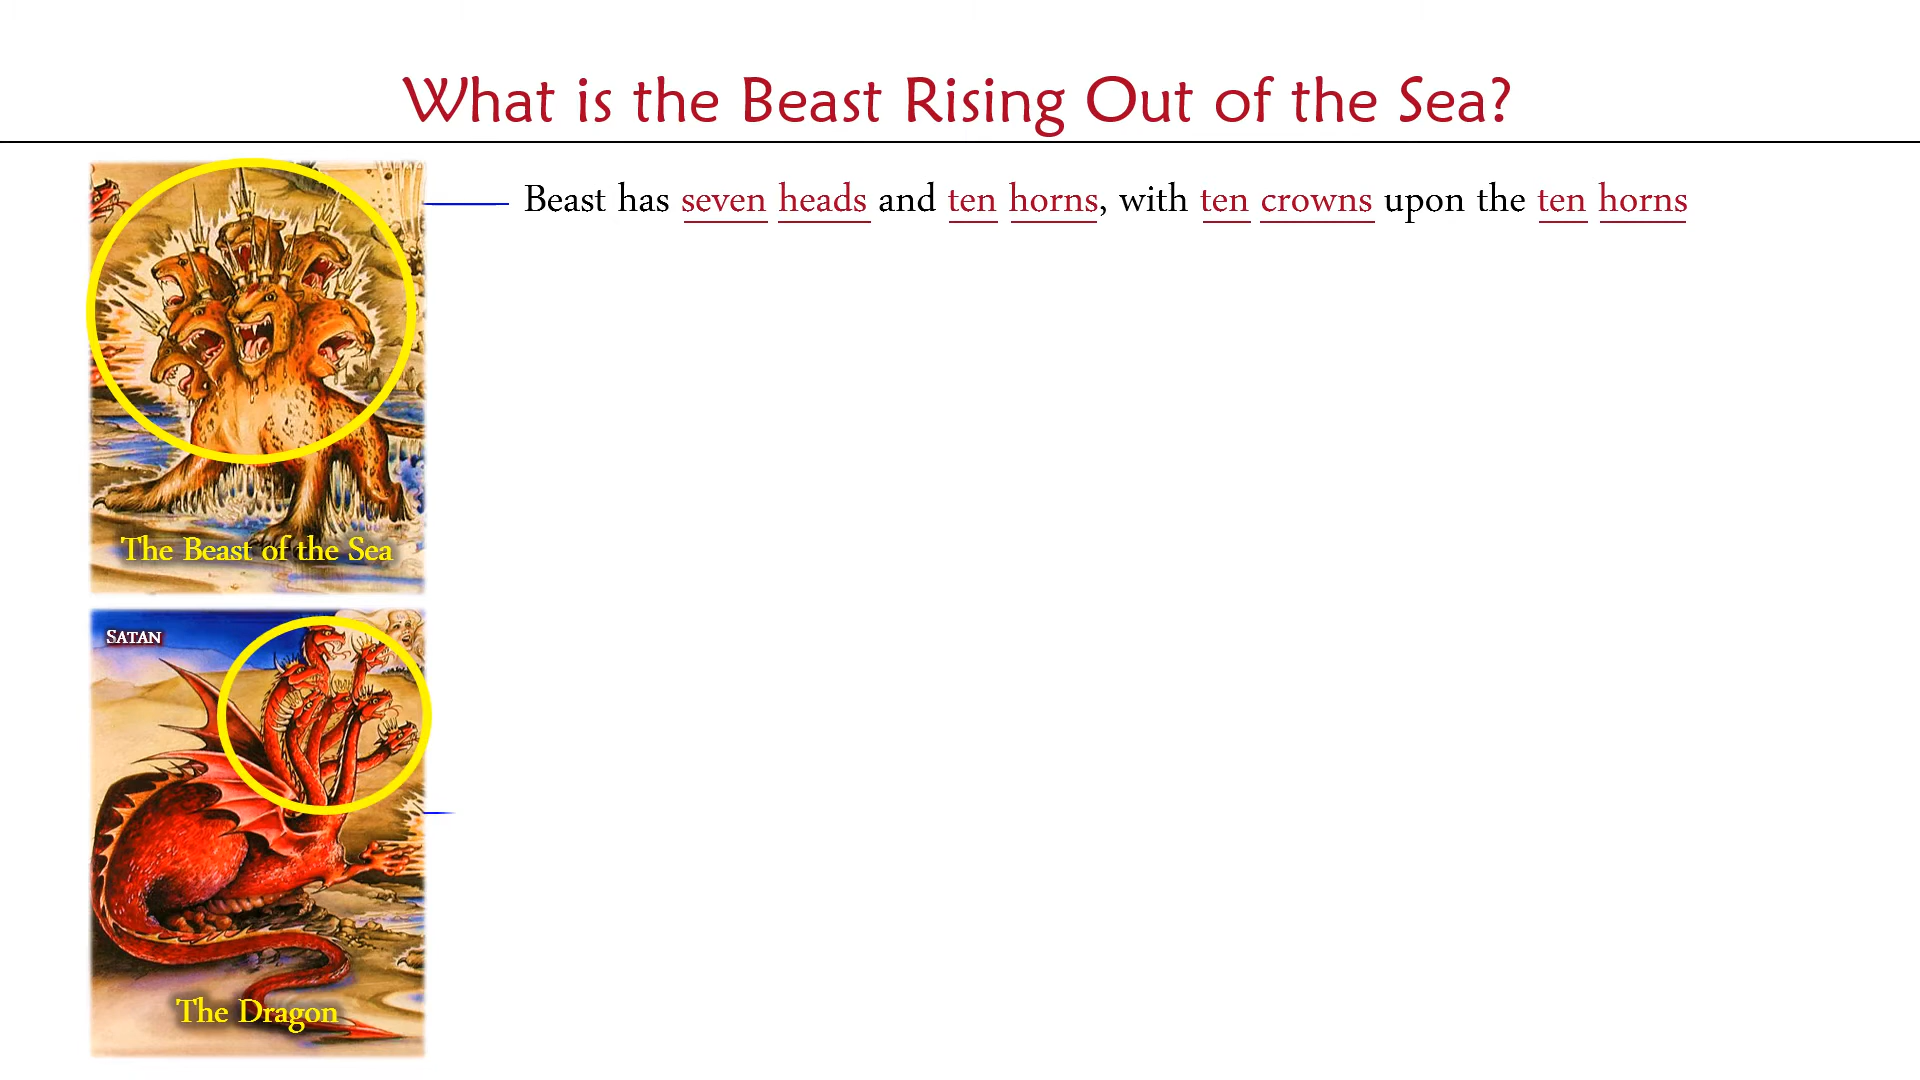 What is the Beast Rising Out of the Sea?
Beast has seven heads and ten horns, with ten crowns upon the ten horns
The Beast of the Sea
SATAN
The Dragon